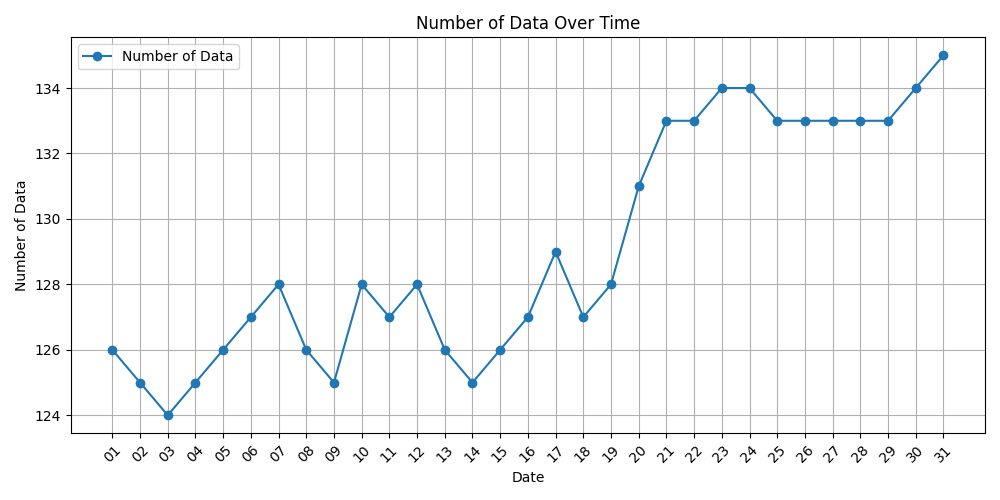 Number of Data Over Time
Number of Data
134
132
130
128
126
124
Number of Data
01 02 03 04 05 06 07 08 09 10 11 12 13 14 15 16 17 18 19 20 21 22 23 24 25 26 27 28 29 30 31
Date